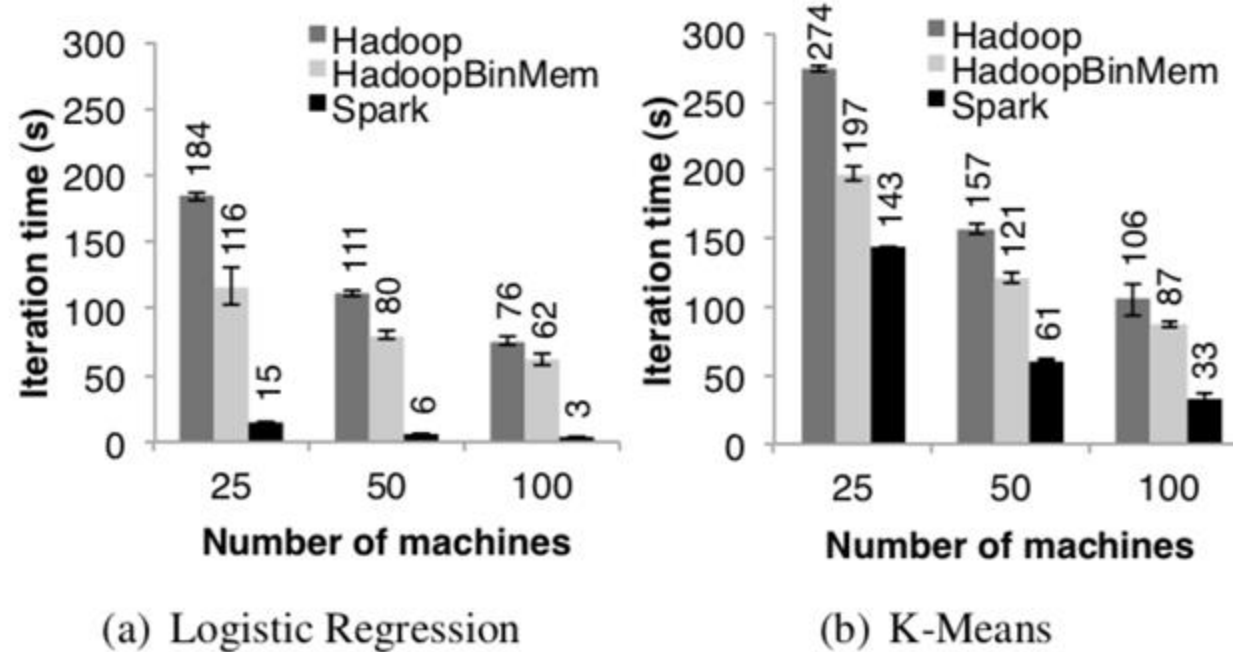 Iteration time (s)
300
250
200
150
100
50
0
Hadoop
HadoopBinMem
Spark
184
116
15
111
80
6
76
62
3
25 50 100
Number of machines
(a) Logistic Regression
Iteration time (s)
300
250
200
150
100
50
0
Hadoop
HadoopBinMem
Spark
274
197
143
157
121
61
106
87
33
25 50 100
Number of machines
(b) K-Means